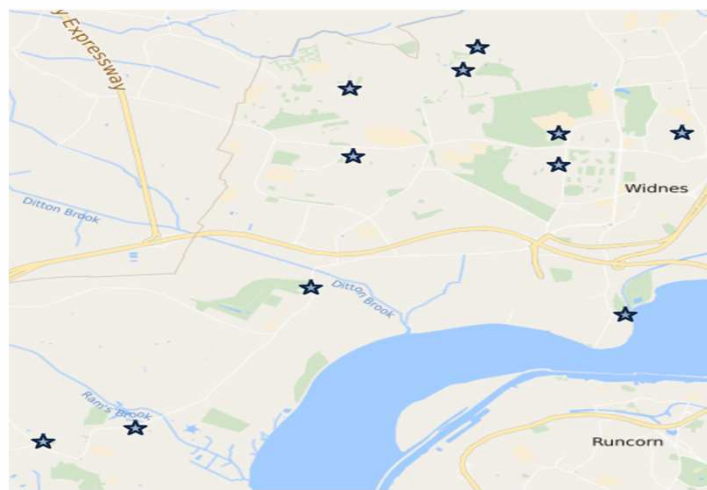 y Expressway
Widnes
Ditton Brook
Ditton Brook
Ram's Brook
Runcorn